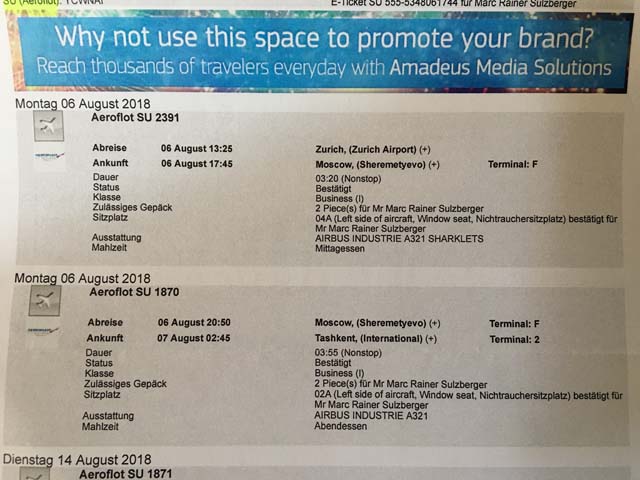 SU (Aeroflot): YCWNAI
E-Ticket SU 555-5348061744 für Marc Rainer Sulzberger
Why not use this space to promote your brand?
Reach thousands of travelers everyday with Amadeus Media Solutions
Montag 06 August 2018
Aeroflot SU 2391
Abreise 06 August 13:25 Zurich, (Zurich Airport) (+)
Ankunft 06 August 17:45 Moscow, (Sheremetyevo) (+) Terminal: F
Dauer 03:20 (Nonstop)
Status Bestätigt
Klasse Business (I)
Zulässiges Gepäck 2 Piece(s) für Mr Marc Rainer Sulzberger
Sitzplatz 04A (Left side of aircraft, Window seat, Nichtrauchersitzplatz) bestätigt für
Mr Marc Rainer Sulzberger
Ausstattung AIRBUS INDUSTRIE A321 SHARKLETS
Mahlzeit Mittagessen
Montag 06 August 2018
Aeroflot SU 1870
Abreise 06 August 20:50 Moscow, (Sheremetyevo) (+) Terminal: F
Ankunft 07 August 02:45 Tashkent, (International) (+) Terminal: 2
Dauer 03:55 (Nonstop)
Status Bestätigt
Klasse Business (I)
Zulässiges Gepäck 2 Piece(s) für Mr Marc Rainer Sulzberger
Sitzplatz 02A (Left side of aircraft, Window seat, Nichtrauchersitzplatz) bestätigt für
Mr Marc Rainer Sulzberger
Ausstattung AIRBUS INDUSTRIE A321
Mahlzeit Abendessen
Dienstag 14 August 2018
Aeroflot SU 1871